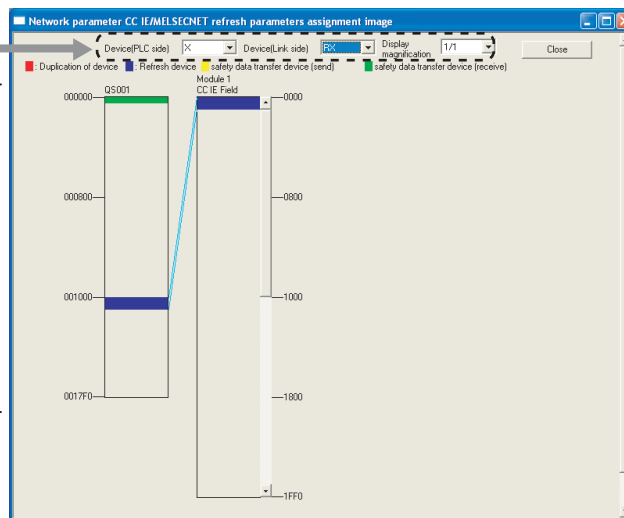 Network parameter CC IE/MELSECNET refresh parameters assignment image
Device(PLC side) X Device(Link side) RX Display magnification 1/1 Close
: Duplication of device : Refresh device : safety data transfer device (send) : safety data transfer device (receive)
Module 1
QS001 CC IE Field
000000 0000
000800 0800
001000 1000
0017F0 1800
1FF0